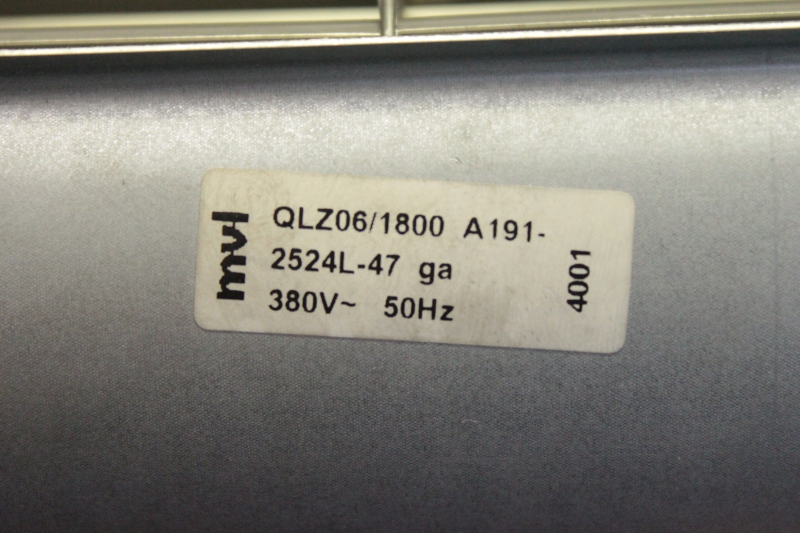 mvl
QLZ06/1800 A191-
2524L-47 ga
380V~ 50Hz
4001